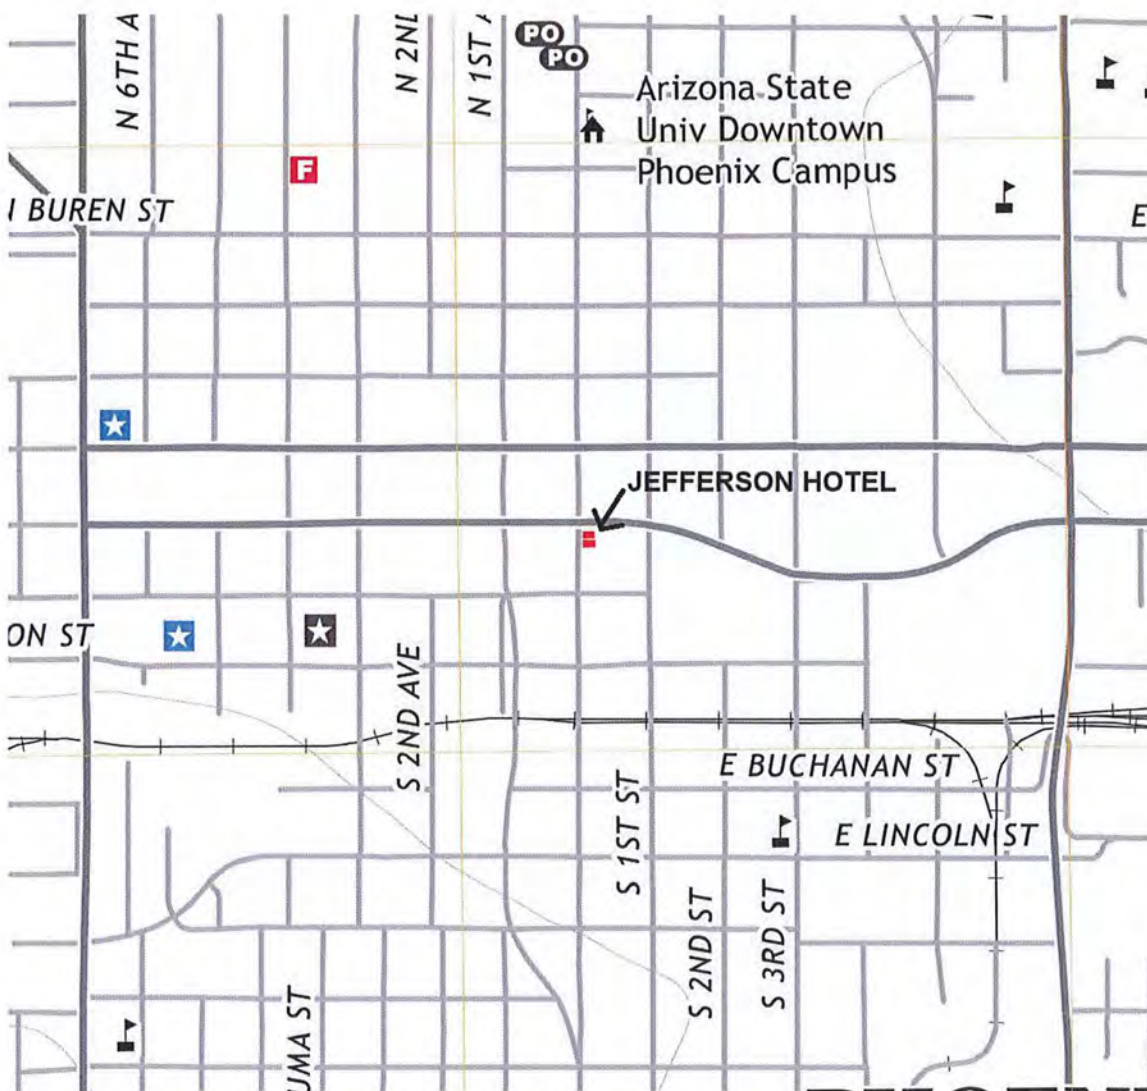 N 6TH A
N 2ND
N 1ST A
PO
PO
Arizona State
Univ Downtown
Phoenix Campus
F
N BUREN ST
E
JEFFERSON HOTEL
ON ST
S 2ND AVE
E BUCHANAN ST
S 1ST ST
E LINCOLN ST
S 2ND ST
S 3RD ST
UMA ST